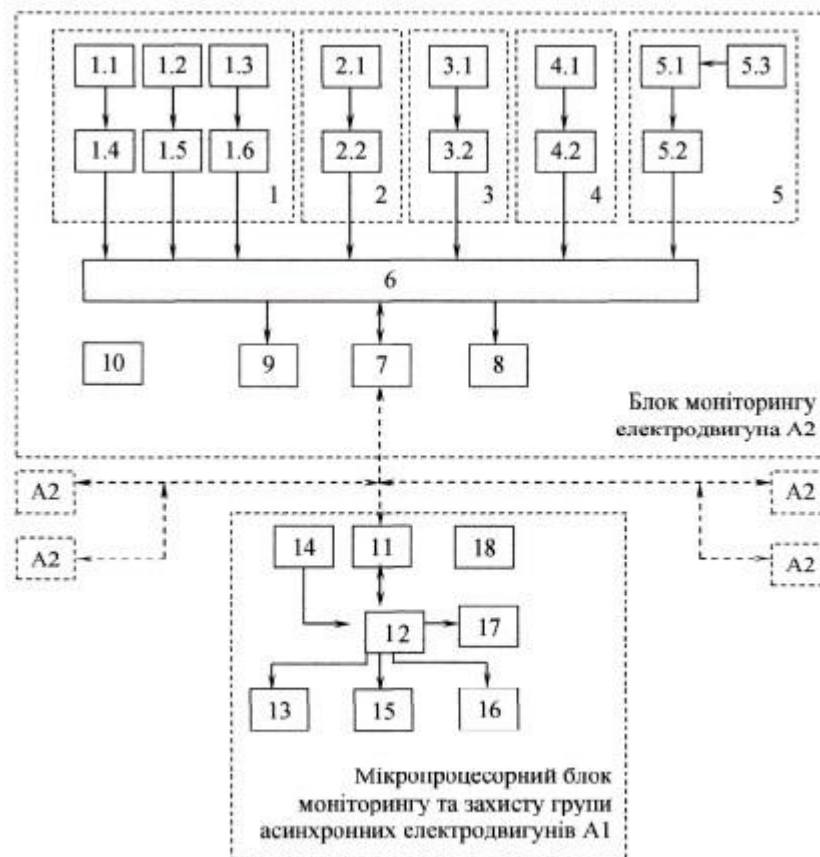 1.1 1.2 1.3 2.1 3.1 4.1 5.1 5.3
1.4 1.5 1.6 2.2 3.2 4.2 5.2
1 2 3 4 5
6
10 9 7 8
Блок моніторингу
електродвигуна А2
А2 А2
А2 А2
14 11 18
12 17
13 15 16
Мікропроцесорний блок
моніторингу та захисту групи
асинхронних електродвигунів А1